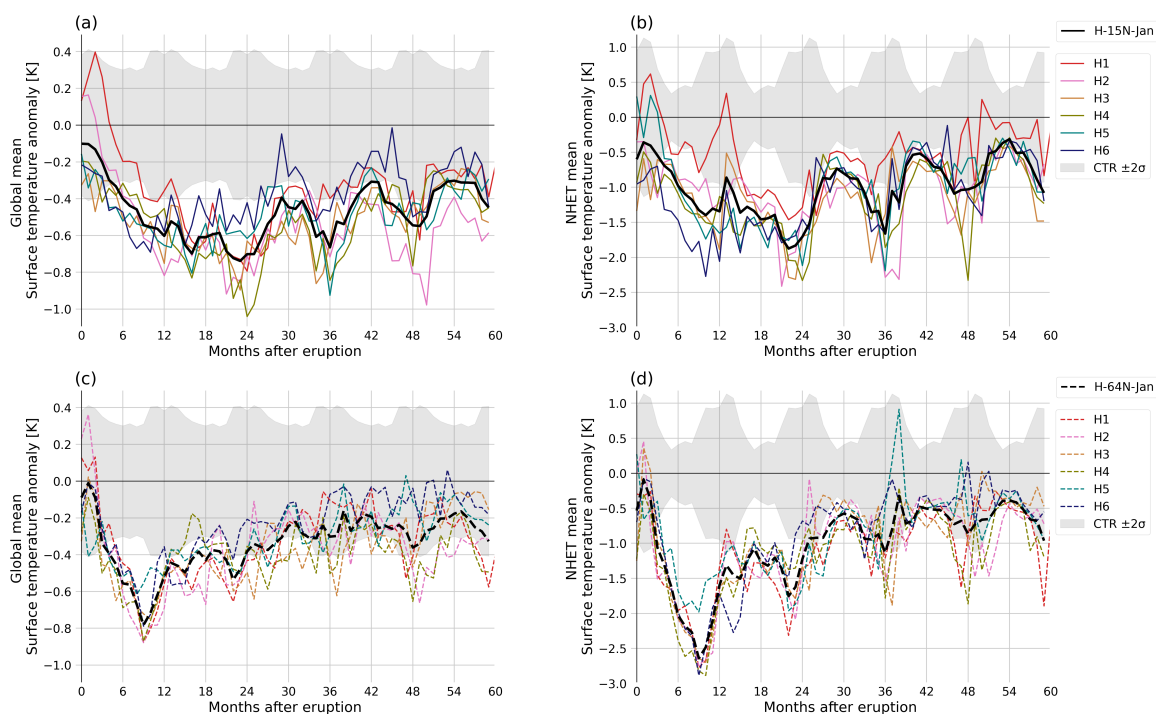 (a)
Global mean
Surface temperature anomaly [K]
0.4
0.2
0.0
−0.2
−0.4
−0.6
−0.8
−1.0
0 6 12 18 24 30 36 42 48 54 60
Months after eruption
(b)
NHET mean
Surface temperature anomaly [K]
1.0
0.5
0.0
−0.5
−1.0
−1.5
−2.0
−2.5
−3.0
0 6 12 18 24 30 36 42 48 54 60
Months after eruption
H-15N-Jan
H1
H2
H3
H4
H5
H6
CTR ±2σ
(c)
Global mean
Surface temperature anomaly [K]
0.4
0.2
0.0
−0.2
−0.4
−0.6
−0.8
−1.0
0 6 12 18 24 30 36 42 48 54 60
Months after eruption
(d)
NHET mean
Surface temperature anomaly [K]
1.0
0.5
0.0
−0.5
−1.0
−1.5
−2.0
−2.5
−3.0
0 6 12 18 24 30 36 42 48 54 60
Months after eruption
H-64N-Jan
H1
H2
H3
H4
H5
H6
CTR ±2σ